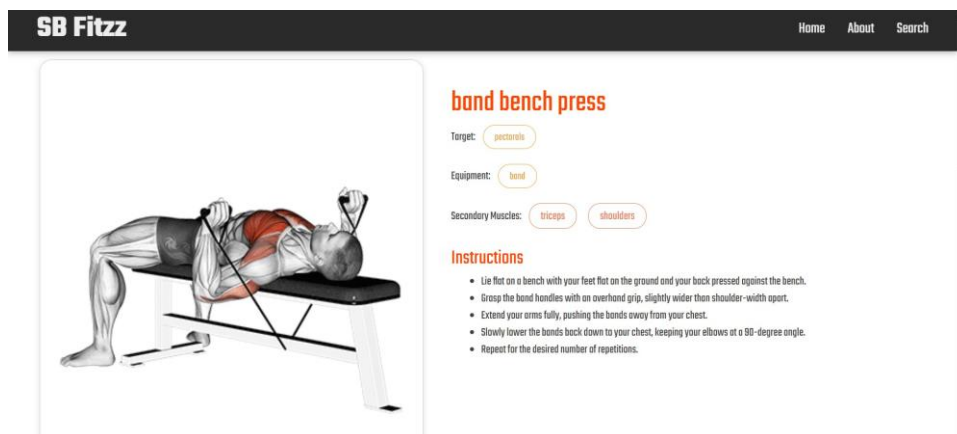 SB Fitzz
Home About Search
band bench press
Target: pectorals
Equipment: band
Secondary Muscles: triceps shoulders
Instructions
• Lie flat on a bench with your feet flat on the ground and your back pressed against the bench.
• Grasp the band handles with an overhand grip, slightly wider than shoulder-width apart.
• Extend your arms fully, pushing the bands away from your chest.
• Slowly lower the bands back down to your chest, keeping your elbows at a 90-degree angle.
• Repeat for the desired number of repetitions.